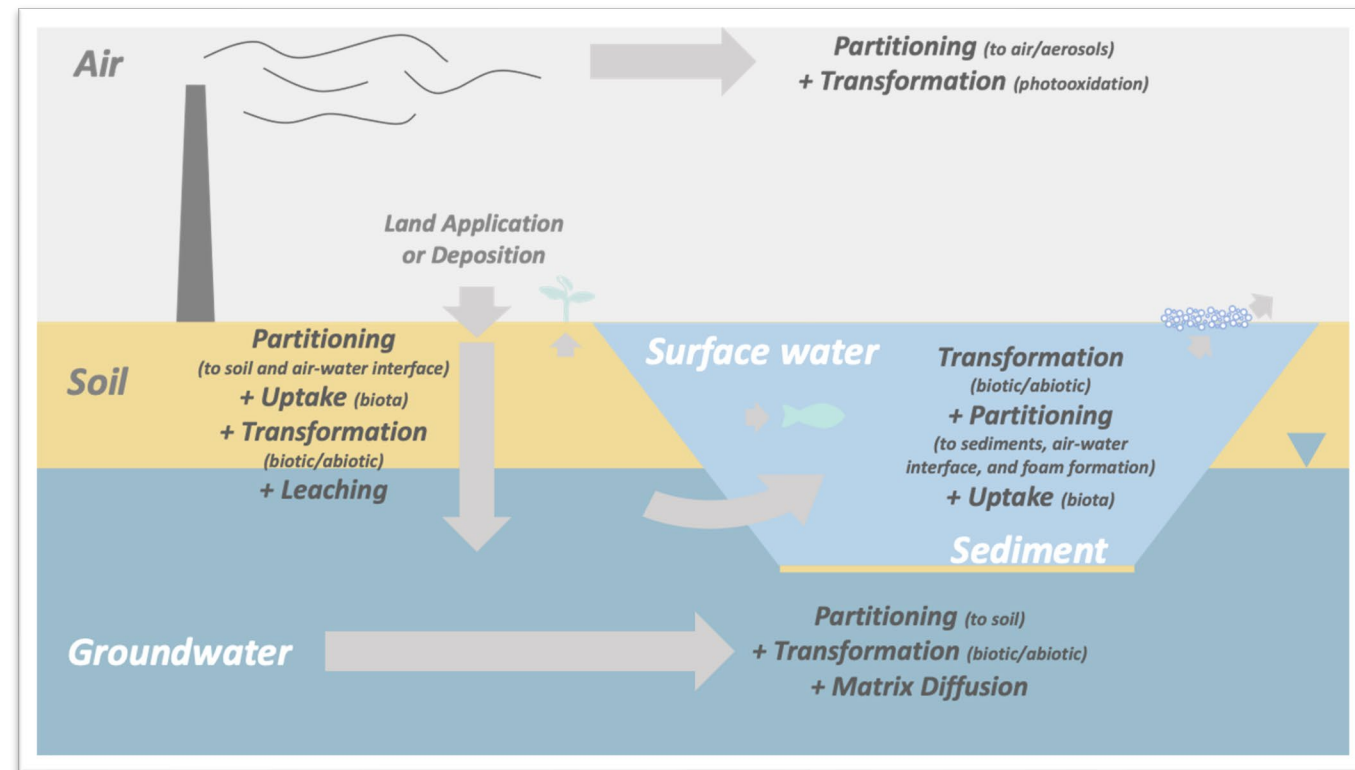 Air
Partitioning (to air/aerosols)
+ Transformation (photooxidation)
Land Application
or Deposition
Soil
Partitioning
(to soil and air-water interface)
+ Uptake (biota)
+ Transformation
(biotic/abiotic)
+ Leaching
Surface water
Transformation
(biotic/abiotic)
+ Partitioning
(to sediments, air-water
interface, and foam formation)
+ Uptake (biota)
Sediment
Groundwater
Partitioning (to soil)
+ Transformation (biotic/abiotic)
+ Matrix Diffusion